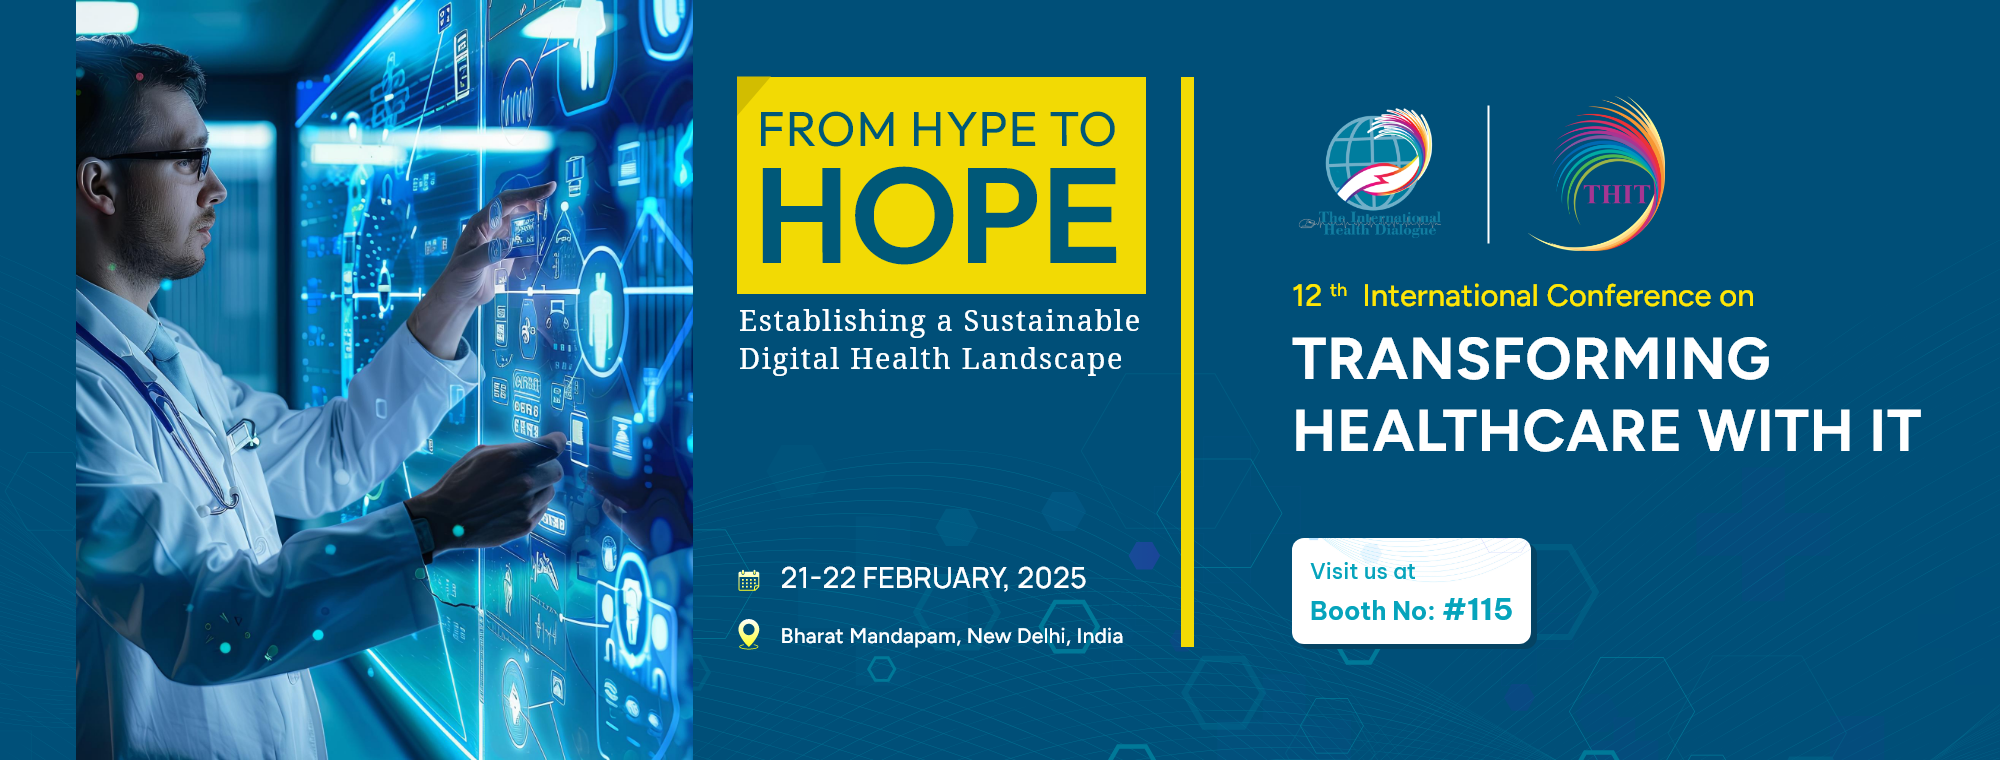 FROM HYPE TO
HOPE
Establishing a Sustainable
Digital Health Landscape
21-22 FEBRUARY, 2025
Bharat Mandapam, New Delhi, India
The International
Health Dialogue
THIT
12 th International Conference on
TRANSFORMING
HEALTHCARE WITH IT
Visit us at
Booth No: #115